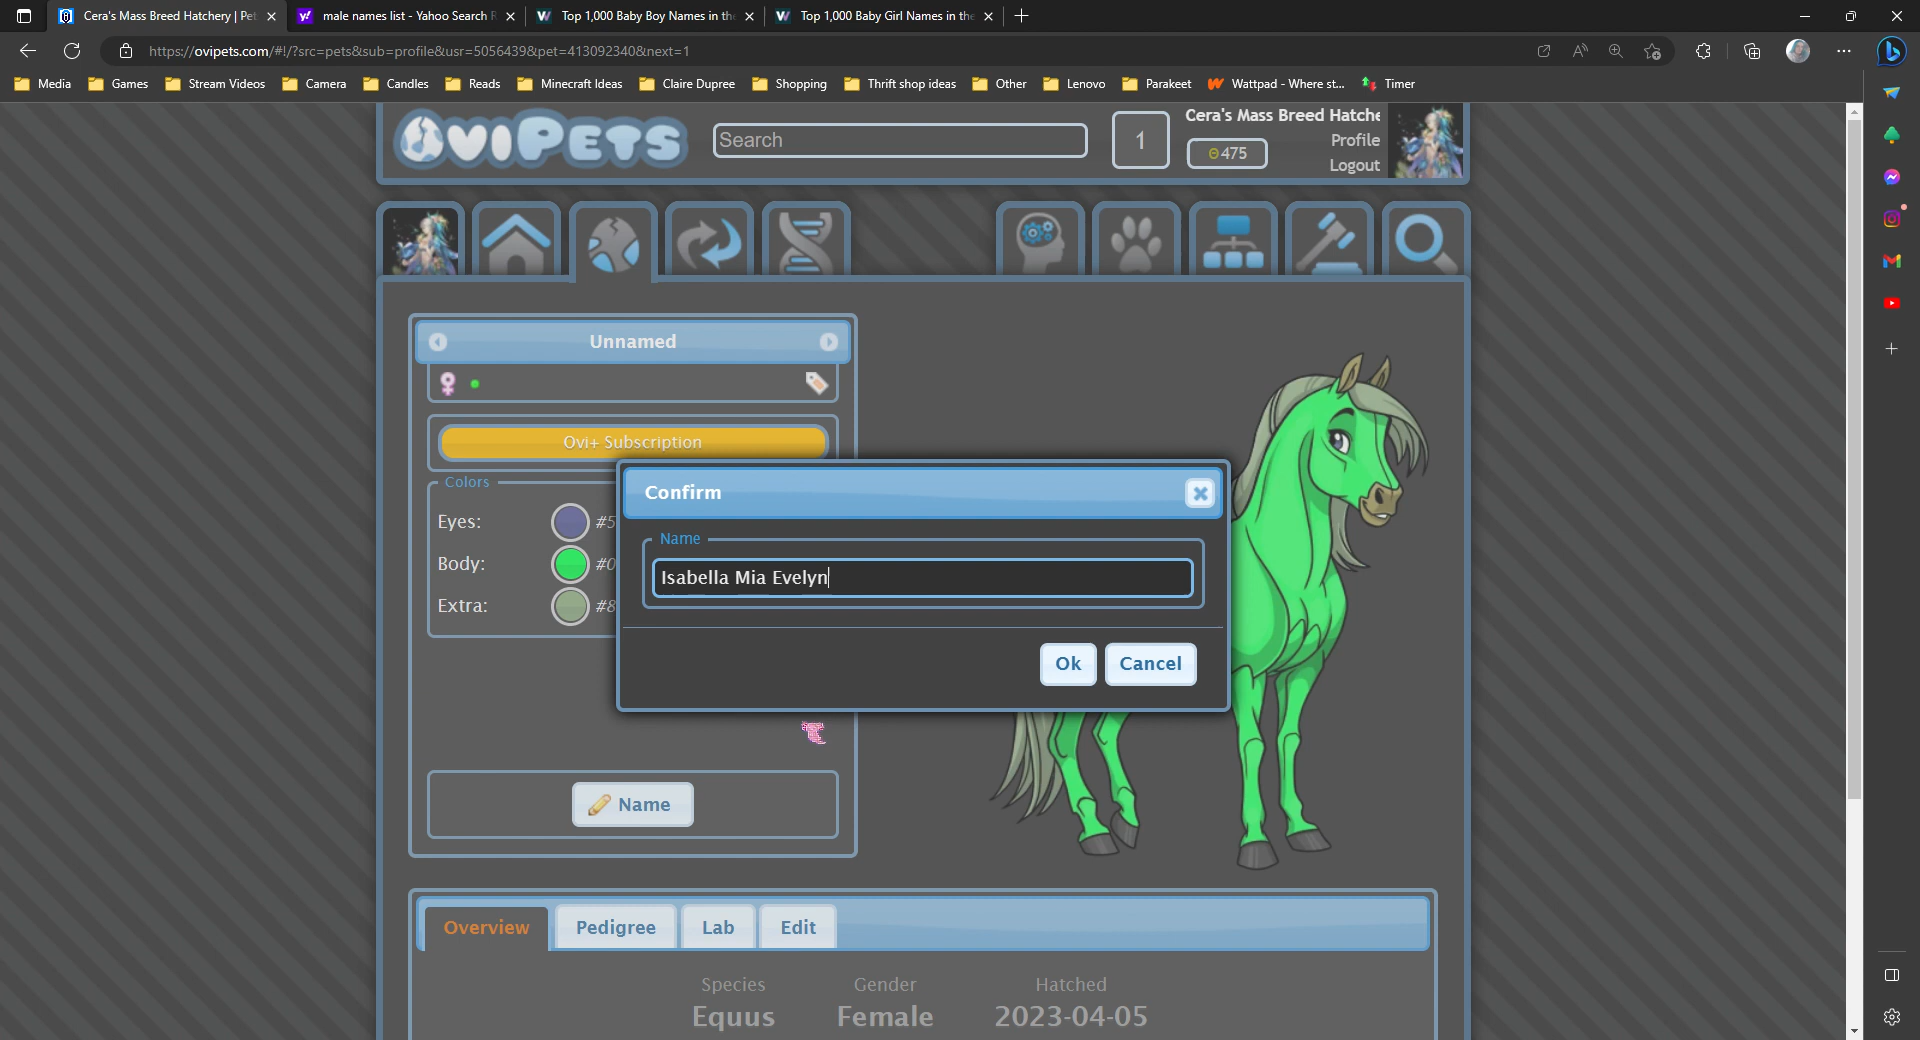 Cera's Mass Breed Hatchery | Pet
male names list - Yahoo Search R
Top 1,000 Baby Boy Names in the
Top 1,000 Baby Girl Names in the
https://ovipets.com/#!/?src=pets&sub=profile&usr=5056439&pet=413092340&next=1
Media
Games
Stream Videos
Camera
Candles
Reads
Minecraft Ideas
Claire Dupree
Shopping
Thrift shop ideas
Other
Lenovo
Parakeet
Wattpad - Where st...
Timer
OviPets
Search
1
Cera's Mass Breed Hatche
475
Profile
Logout
Unnamed
Ovi+ Subscription
Colors
Eyes: #5
Body: #0
Extra: #8
Confirm
Name
Isabella Mia Evelyn
Ok
Cancel
Name
Overview
Pedigree
Lab
Edit
Species
Gender
Hatched
Equus
Female
2023-04-05